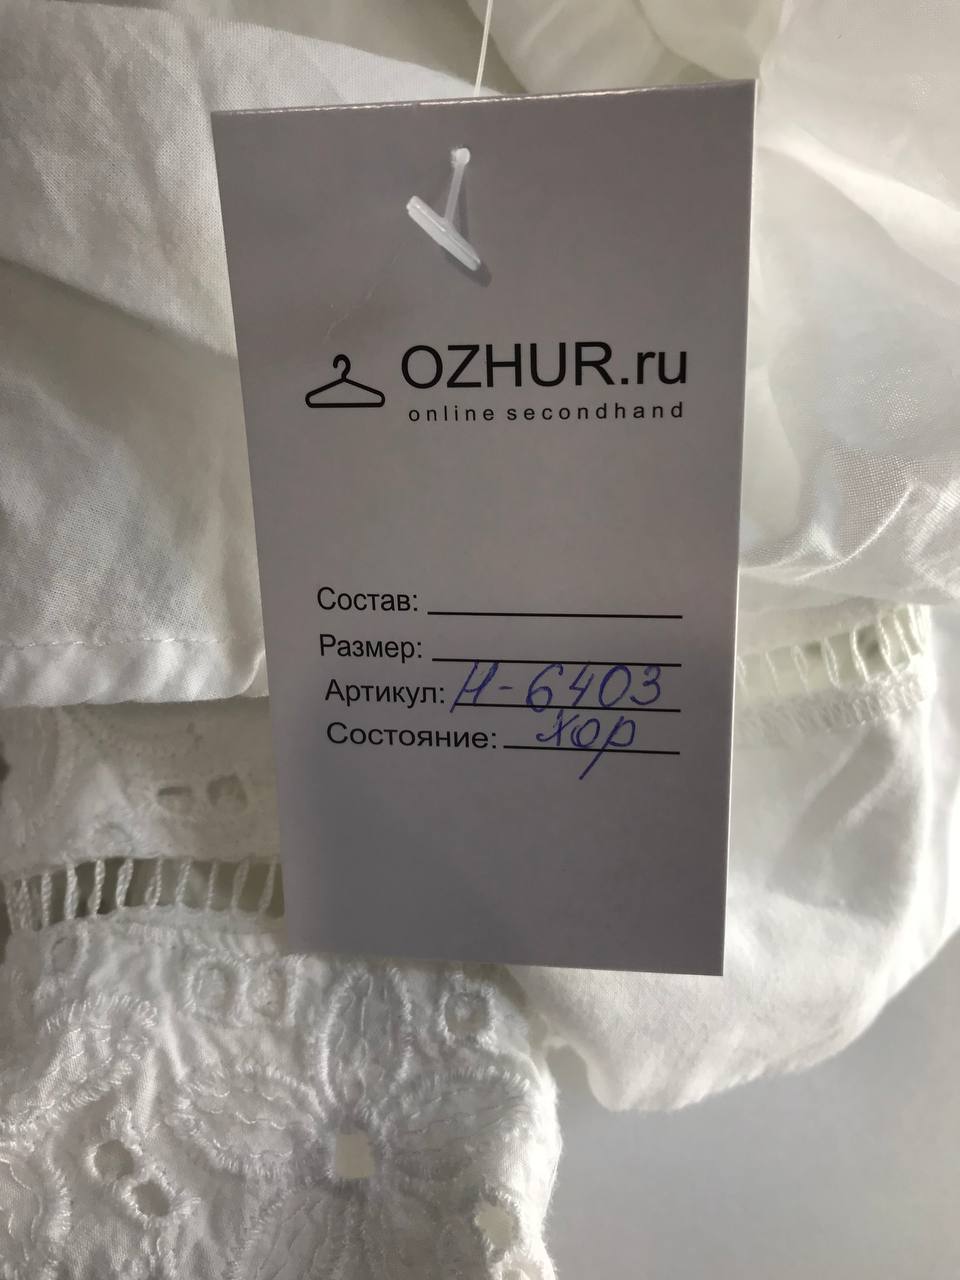 OZHUR.ru
online secondhand
Состав:
Размер:
Артикул: Н-6403
Состояние: хор